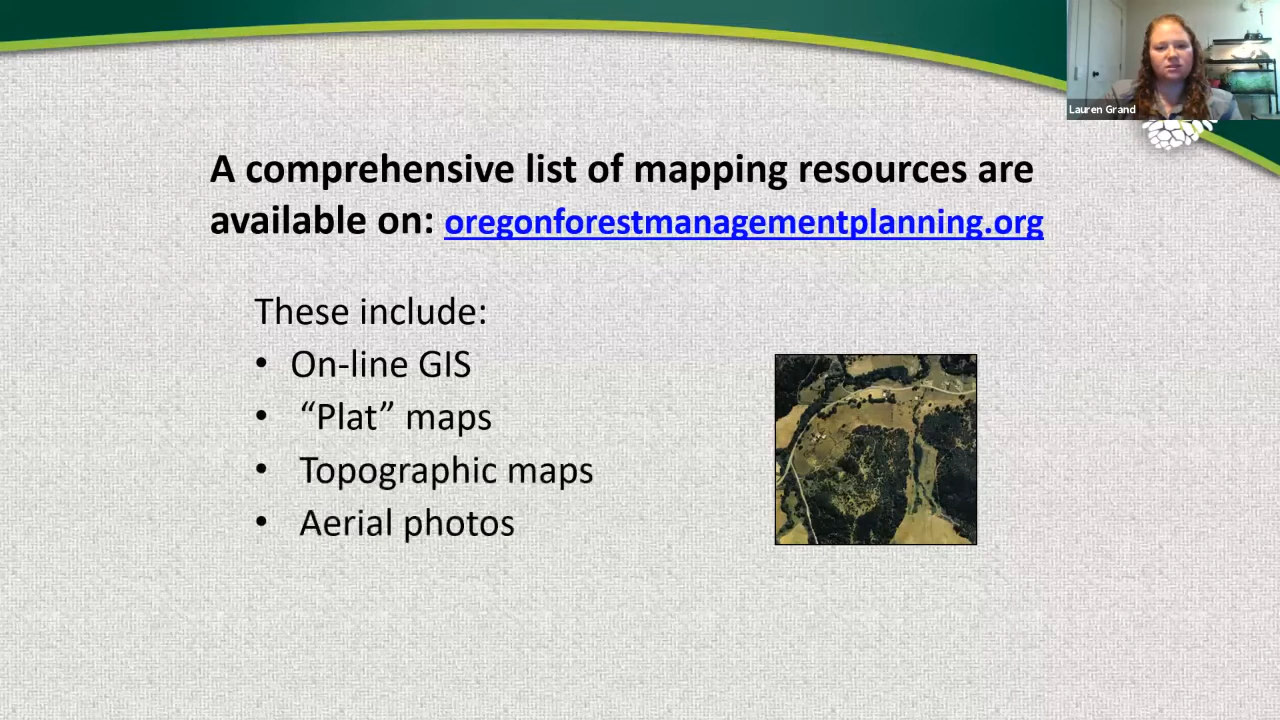 Lauren Grand
A comprehensive list of mapping resources are
available on: oregonforestmanagementplanning.org
These include:
• On-line GIS
• “Plat” maps
• Topographic maps
• Aerial photos